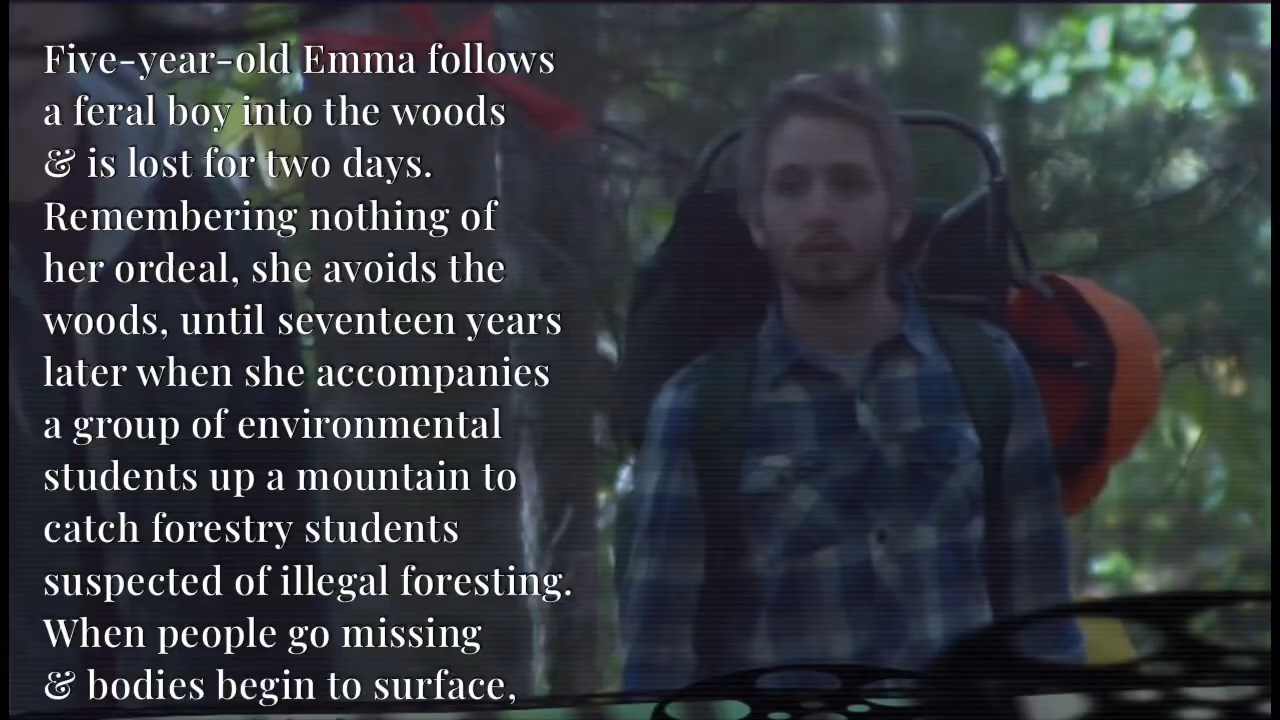 Five-year-old Emma follows
a feral boy into the woods
& is lost for two days.
Remembering nothing of
her ordeal, she avoids the
woods, until seventeen years
later when she accompanies
a group of environmental
students up a mountain to
catch forestry students
suspected of illegal foresting.
When people go missing
& bodies begin to surface,